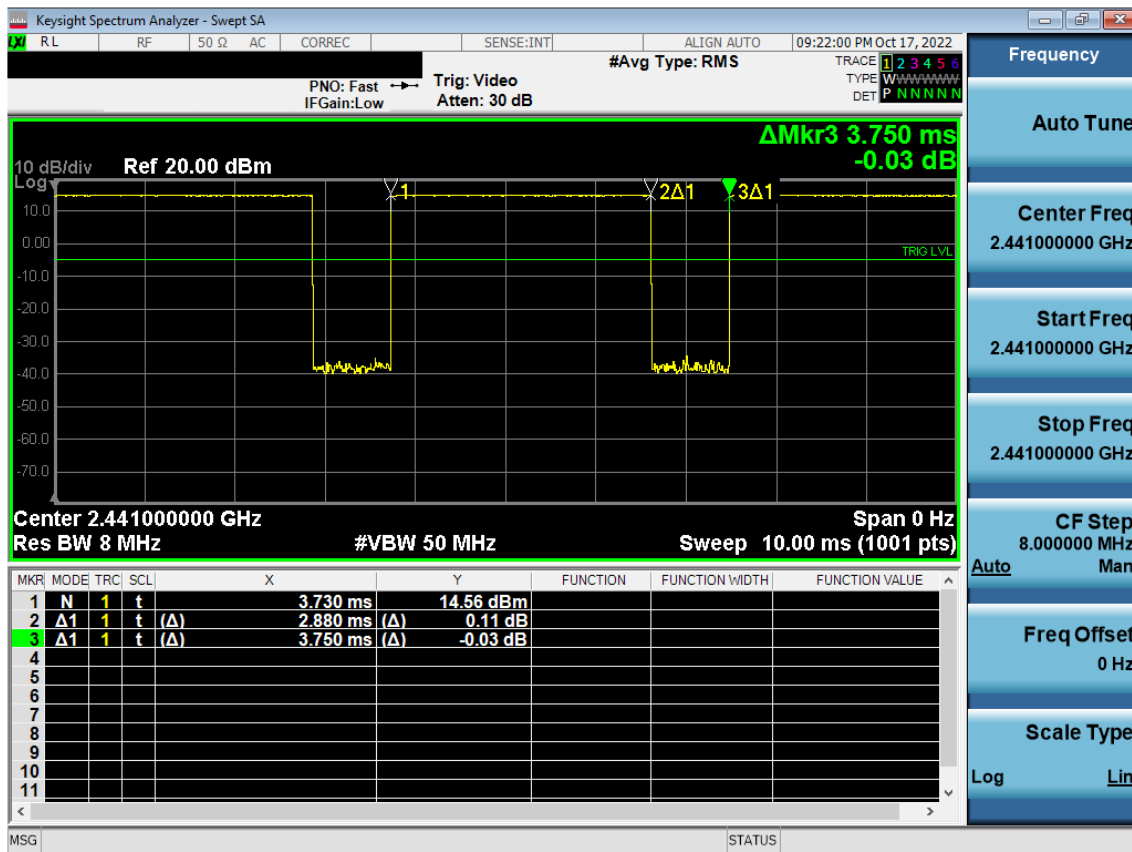 Keysight Spectrum Analyzer - Swept SA
LXI RL RF 50 Ω AC CORREC SENSE:INT ALIGN AUTO 09:22:00 PM Oct 17, 2022
PNO: Fast
IFGain:Low
Trig: Video
Atten: 30 dB
#Avg Type: RMS
TRACE 1 2 3 4 5 6
TYPE WWWWWW
DET P N N N N N
ΔMkr3 3.750 ms
-0.03 dB
10 dB/div Ref 20.00 dBm
Log
1 2Δ1 3Δ1
10.0
0.00
TRIG LVL
-10.0
-20.0
-30.0
-40.0
-50.0
-60.0
-70.0
Center 2.441000000 GHz Span 0 Hz
Res BW 8 MHz #VBW 50 MHz Sweep 10.00 ms (1001 pts)
MKR MODE TRC SCL X Y FUNCTION FUNCTION WIDTH FUNCTION VALUE
1 N 1 t 3.730 ms 14.56 dBm
2 Δ1 1 t (Δ) 2.880 ms (Δ) 0.11 dB
3 Δ1 1 t (Δ) 3.750 ms (Δ) -0.03 dB
4
5
6
7
8
9
10
11
MSG STATUS
Frequency
Auto Tune
Center Freq
2.441000000 GHz
Start Freq
2.441000000 GHz
Stop Freq
2.441000000 GHz
CF Step
8.000000 MHz
Auto Man
Freq Offset
0 Hz
Scale Type
Log Lin